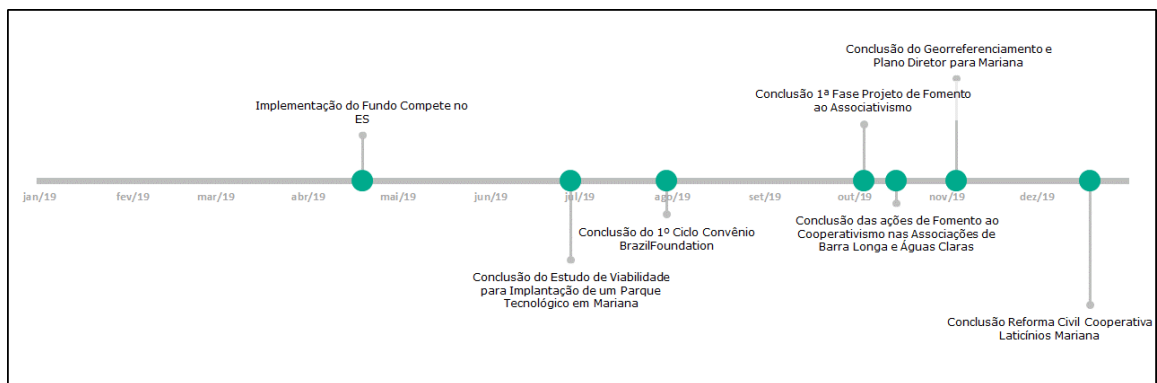 Conclusão do Georreferenciamento e
Plano Diretor para Mariana
Conclusão 1ª Fase Projeto de Fomento
ao Associativismo
Implementação do Fundo Compete no
ES
jan/19
fev/19
mar/19
abr/19
mai/19
jun/19
jul/19
ago/19
set/19
out/19
nov/19
dez/19
Conclusão do 1º Ciclo Convênio
BrazilFoundation
Conclusão das ações de Fomento ao
Cooperativismo nas Associações de
Barra Longa e Águas Claras
Conclusão do Estudo de Viabilidade
para Implantação de um Parque
Tecnológico em Mariana
Conclusão Reforma Civil Cooperativa
Laticínios Mariana